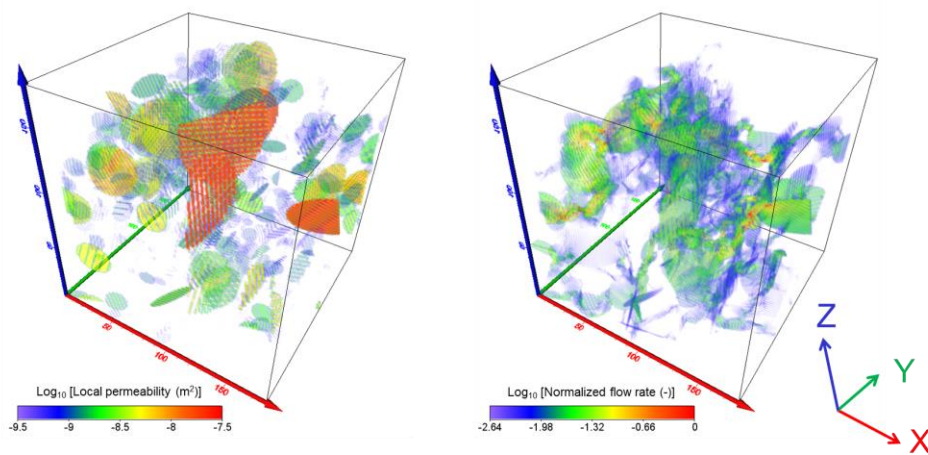 50
100
150
Log10 [Local permeability (m2)]
-9.5 -9 -8.5 -8 -7.5
50
100
150
Log10 [Normalized flow rate (-)]
-2.64 -1.98 -1.32 -0.66 0
Z
Y
X